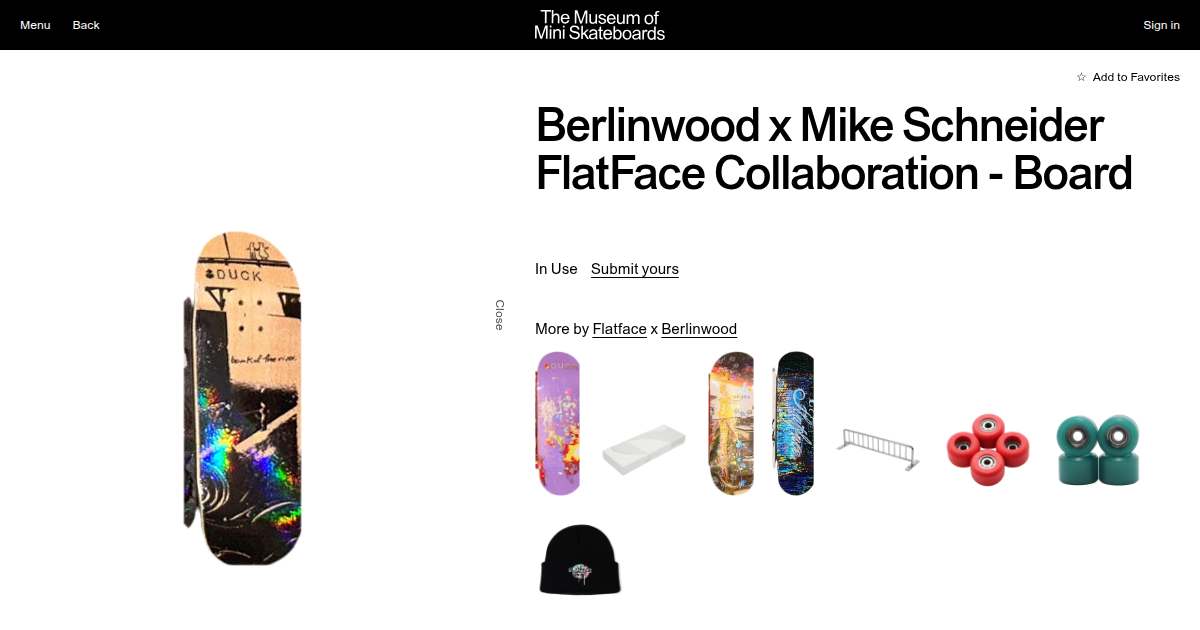 Menu
Back
The Museum of
Mini Skateboards
Sign in
☆ Add to Favorites
Berlinwood x Mike Schneider
FlatFace Collaboration - Board
DUCK
In Use
Submit yours
Close
More by Flatface x Berlinwood